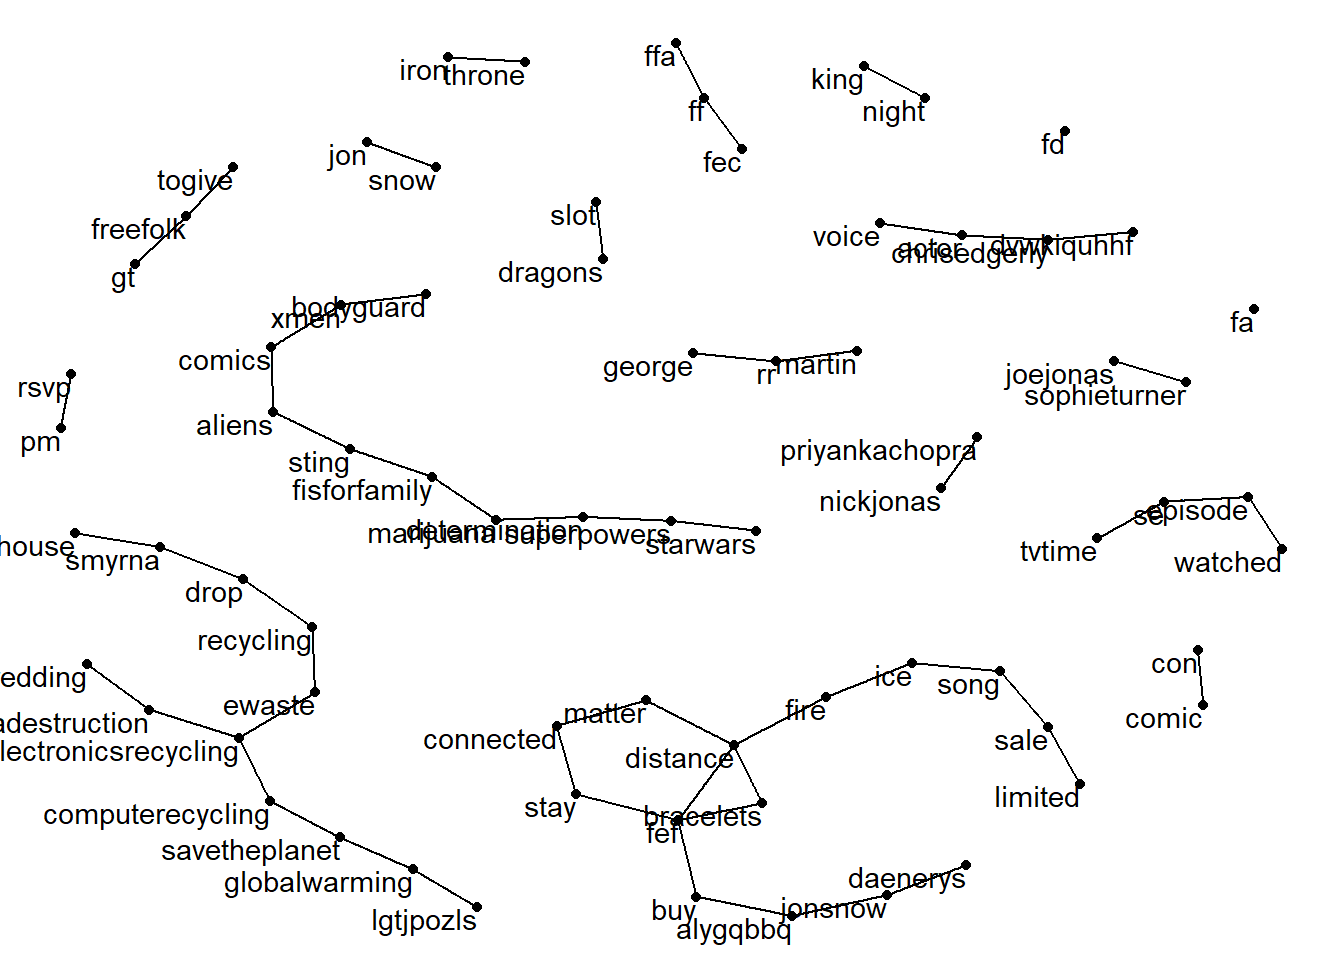 iron
throne
ffa
king
ff
night
fd
jon
fec
togive
snow
slot
freefolk
voice
actor
chrisedgerly
gt
dragons
bodyguard
xmen
fa
comics
george
rr
martin
joejonas
rsvp
sophieturner
aliens
pm
priyankachopra
sting
fisforfamily
nickjonas
se
episode
marijuana
determination
superpowers
starwars
house
smyrna
tvtime
watched
drop
recycling
edding
ice
song
con
ewaste
matter
fire
comic
adestruction
connected
distance
sale
lectronicsrecycling
limited
stay
computerecycling
bracelets
fef
savetheplanet
globalwarming
daenerys
lgtjpozls
buy
jonsnow
alygqbbq